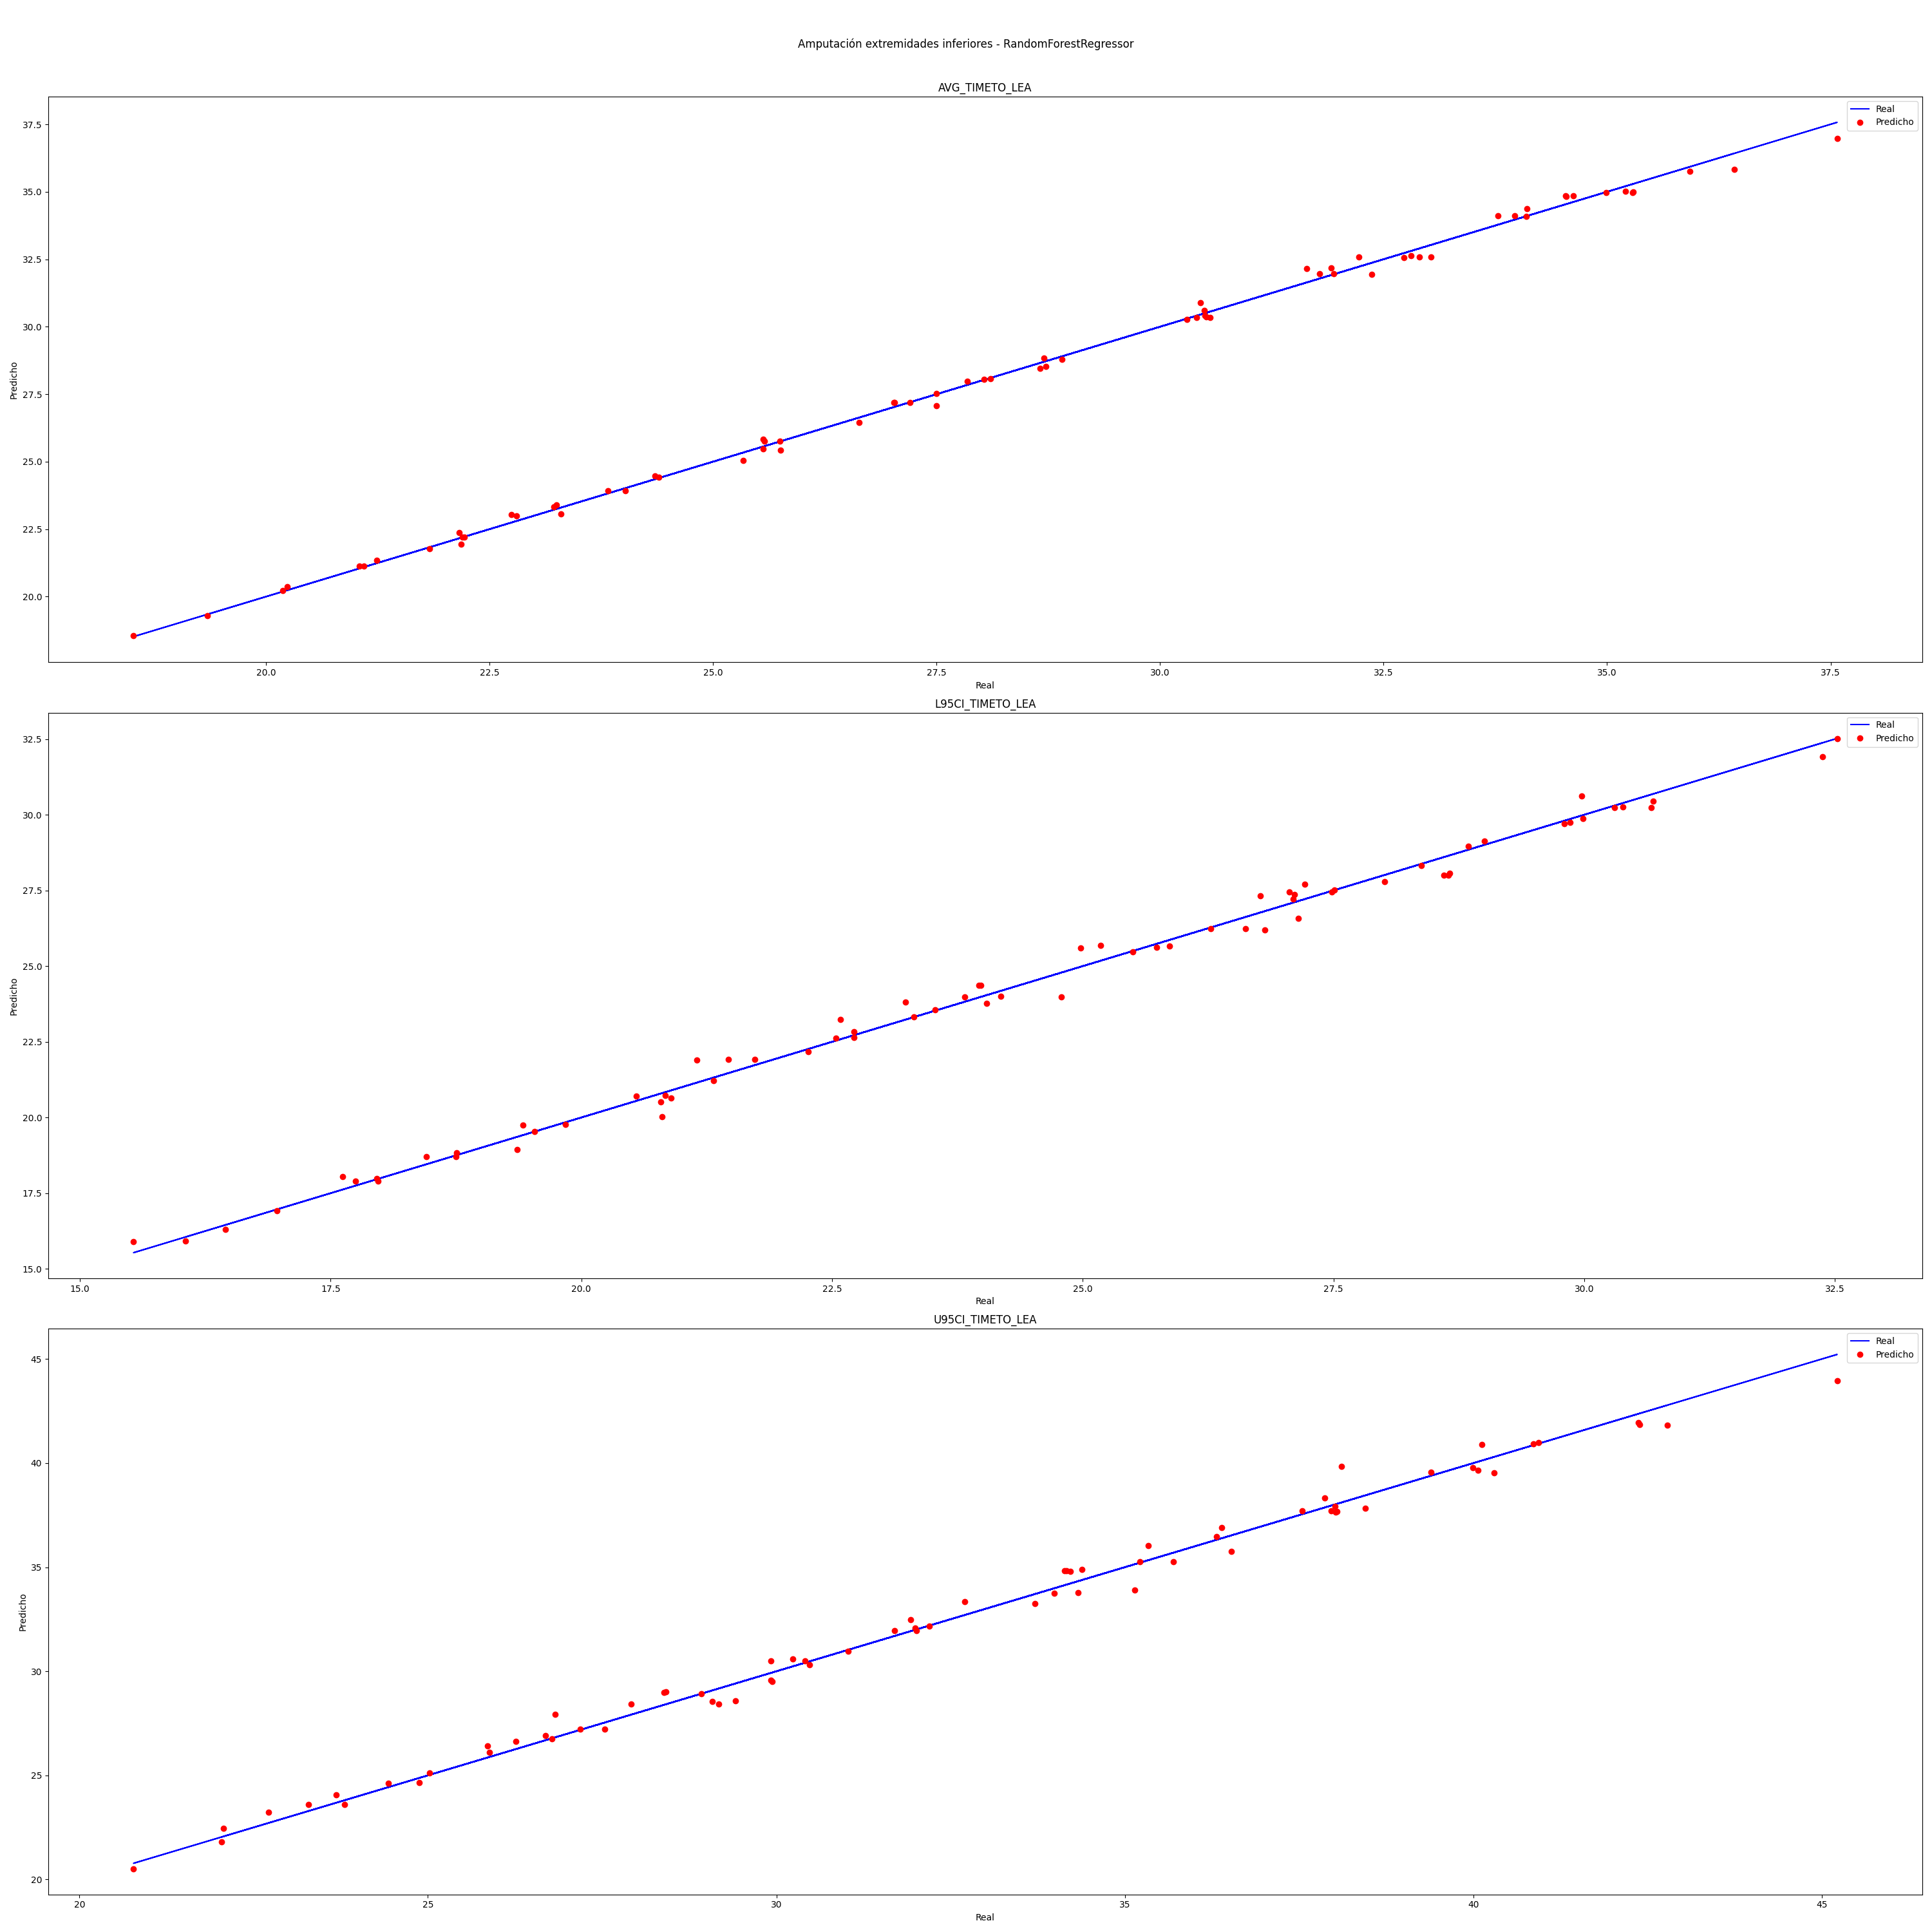 Amputación extremidades inferiores - RandomForestRegressor
AVG_TIMETO_LEA
Real
Predicho
37.5
35.0
32.5
30.0
27.5
25.0
22.5
20.0
Predicho
20.0 22.5 25.0 27.5 30.0 32.5 35.0 37.5
Real
L95CI_TIMETO_LEA
Real
Predicho
32.5
30.0
27.5
25.0
22.5
20.0
17.5
15.0
Predicho
15.0 17.5 20.0 22.5 25.0 27.5 30.0 32.5
Real
U95CI_TIMETO_LEA
Real
Predicho
45
40
35
30
25
20
Predicho
20 25 30 35 40 45
Real